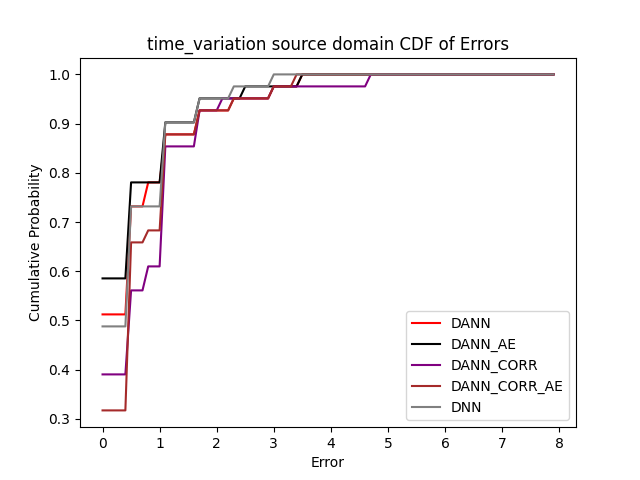 time_variation source domain CDF of Errors
Cumulative Probability
1.0
0.9
0.8
0.7
0.6
0.5
0.4
0.3
0 1 2 3 4 5 6 7 8
Error
DANN
DANN_AE
DANN_CORR
DANN_CORR_AE
DNN